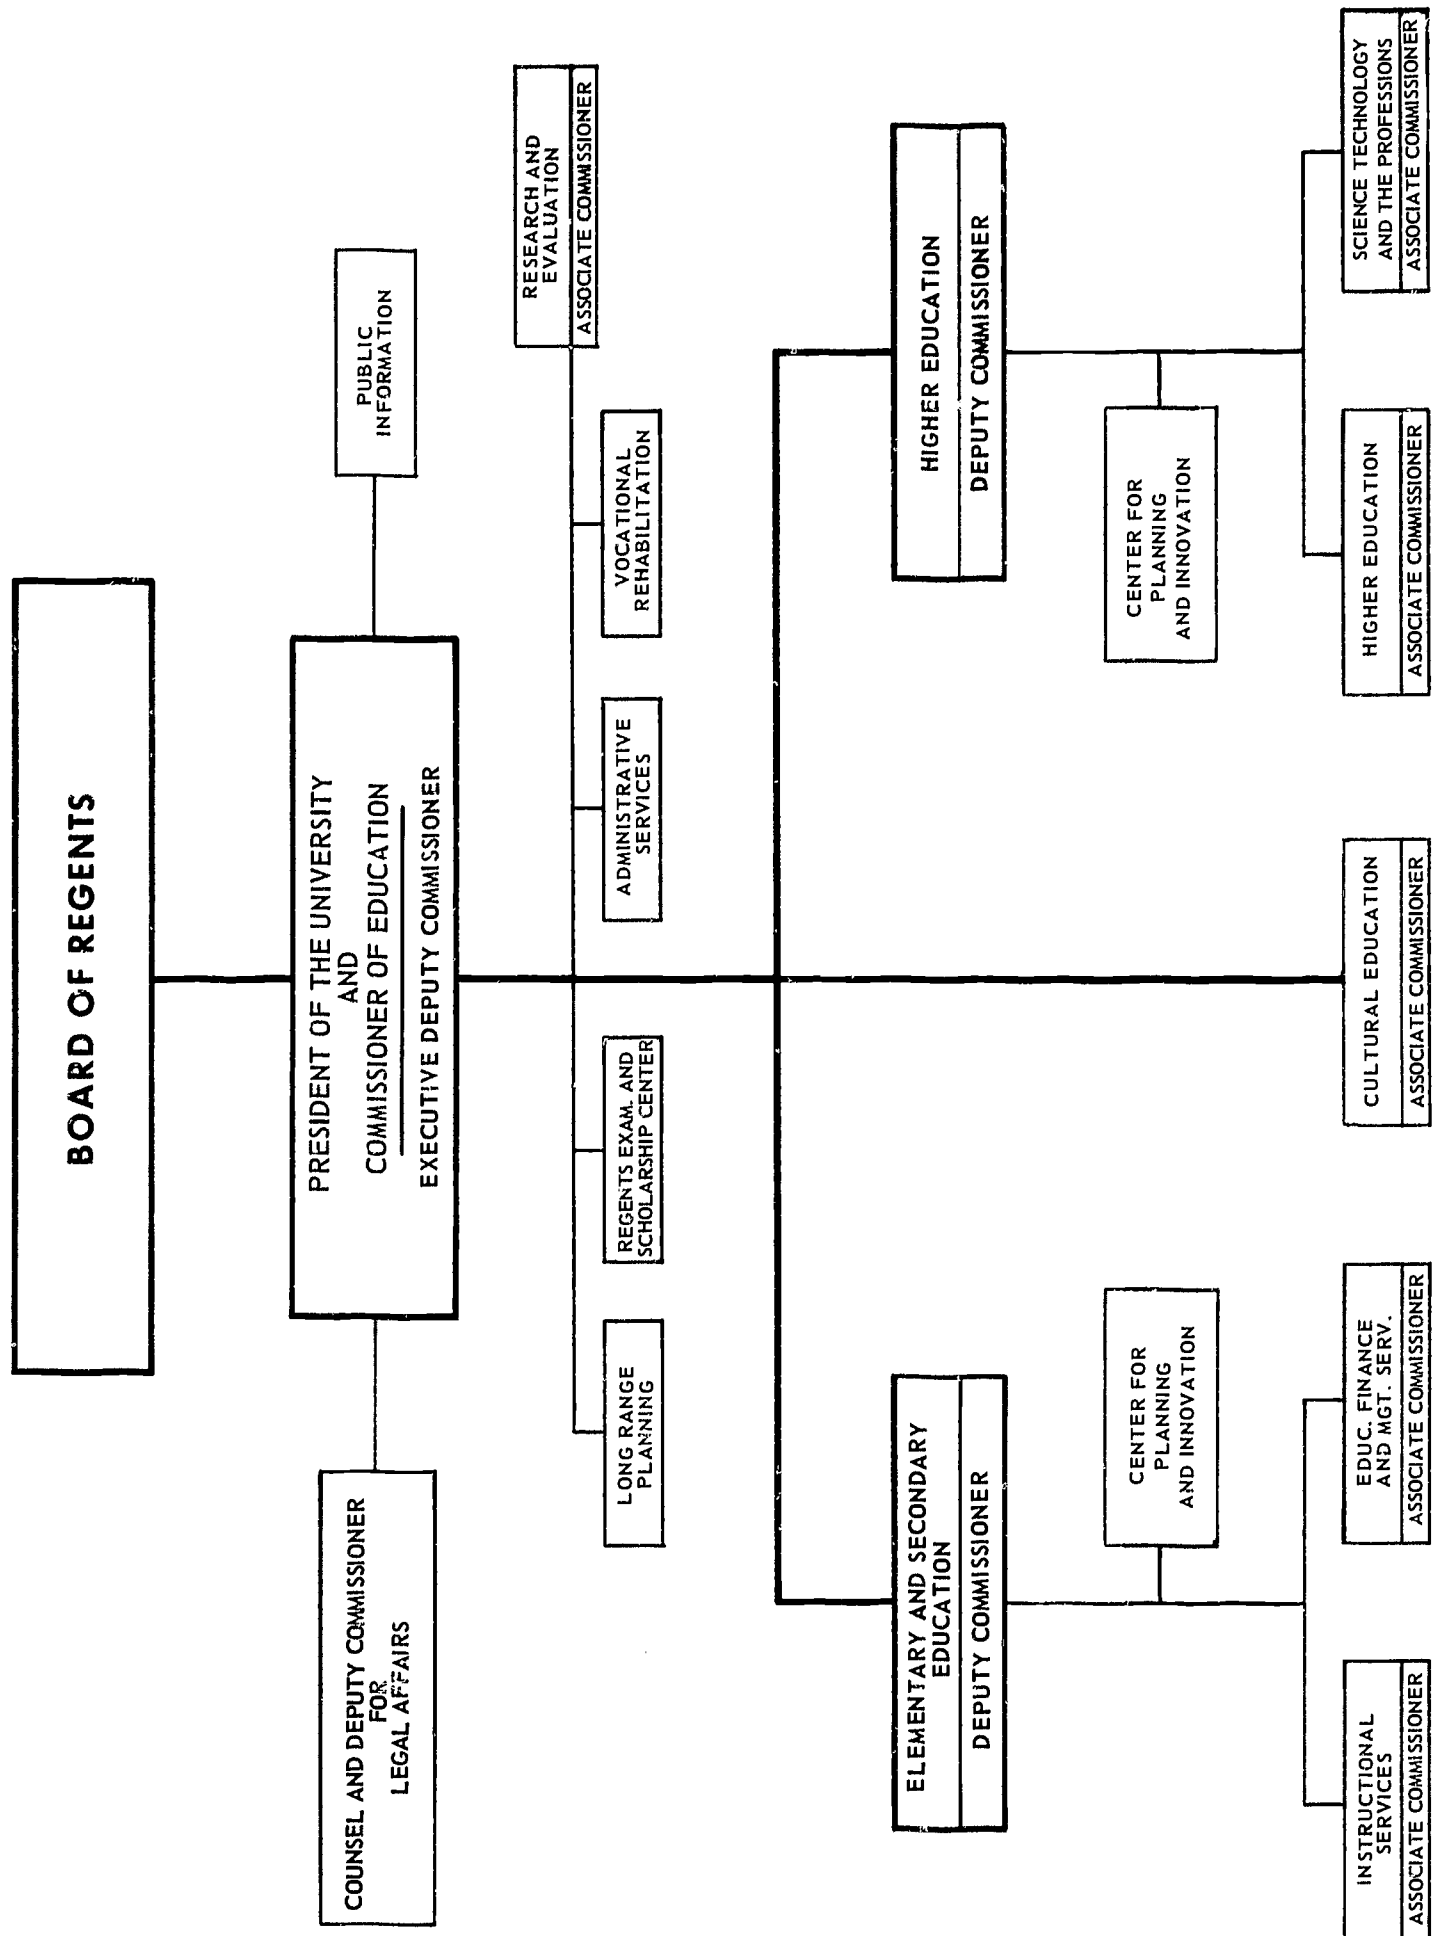 BOARD OF REGENTS
PRESIDENT OF THE UNIVERSITY
AND
COMMISSIONER OF EDUCATION
EXECUTIVE DEPUTY COMMISSIONER
COUNSEL AND DEPUTY COMMISSIONER
FOR
LEGAL AFFAIRS
PUBLIC
INFORMATION
LONG RANGE
PLANNING
REGENTS EXAM. AND
SCHOLARSHIP CENTER
ADMINISTRATIVE
SERVICES
VOCATIONAL
REHABILITATION
RESEARCH AND
EVALUATION
ASSOCIATE COMMISSIONER
ELEMENTARY AND SECONDARY
EDUCATION
DEPUTY COMMISSIONER
HIGHER EDUCATION
DEPUTY COMMISSIONER
CENTER FOR
PLANNING
AND INNOVATION
CENTER FOR
PLANNING
AND INNOVATION
INSTRUCTIONAL
SERVICES
ASSOCIATE COMMISSIONER
EDUC. FINANCE
AND MGT. SERV.
ASSOCIATE COMMISSIONER
CULTURAL EDUCATION
ASSOCIATE COMMISSIONER
HIGHER EDUCATION
ASSOCIATE COMMISSIONER
SCIENCE TECHNOLOGY
AND THE PROFESSIONS
ASSOCIATE COMMISSIONER